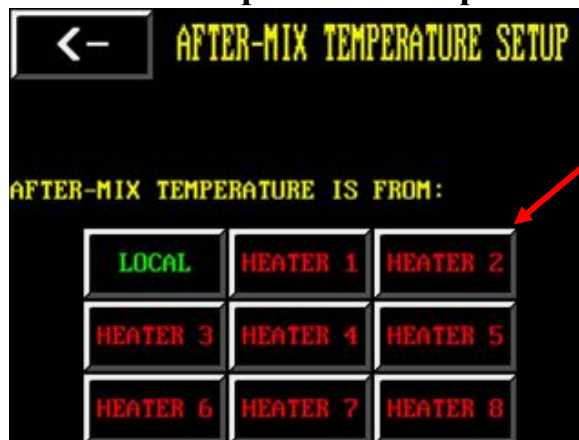 <- AFTER-MIX TEMPERATURE SETUP
AFTER-MIX TEMPERATURE IS FROM:
LOCAL HEATER 1 HEATER 2
HEATER 3 HEATER 4 HEATER 5
HEATER 6 HEATER 7 HEATER 8